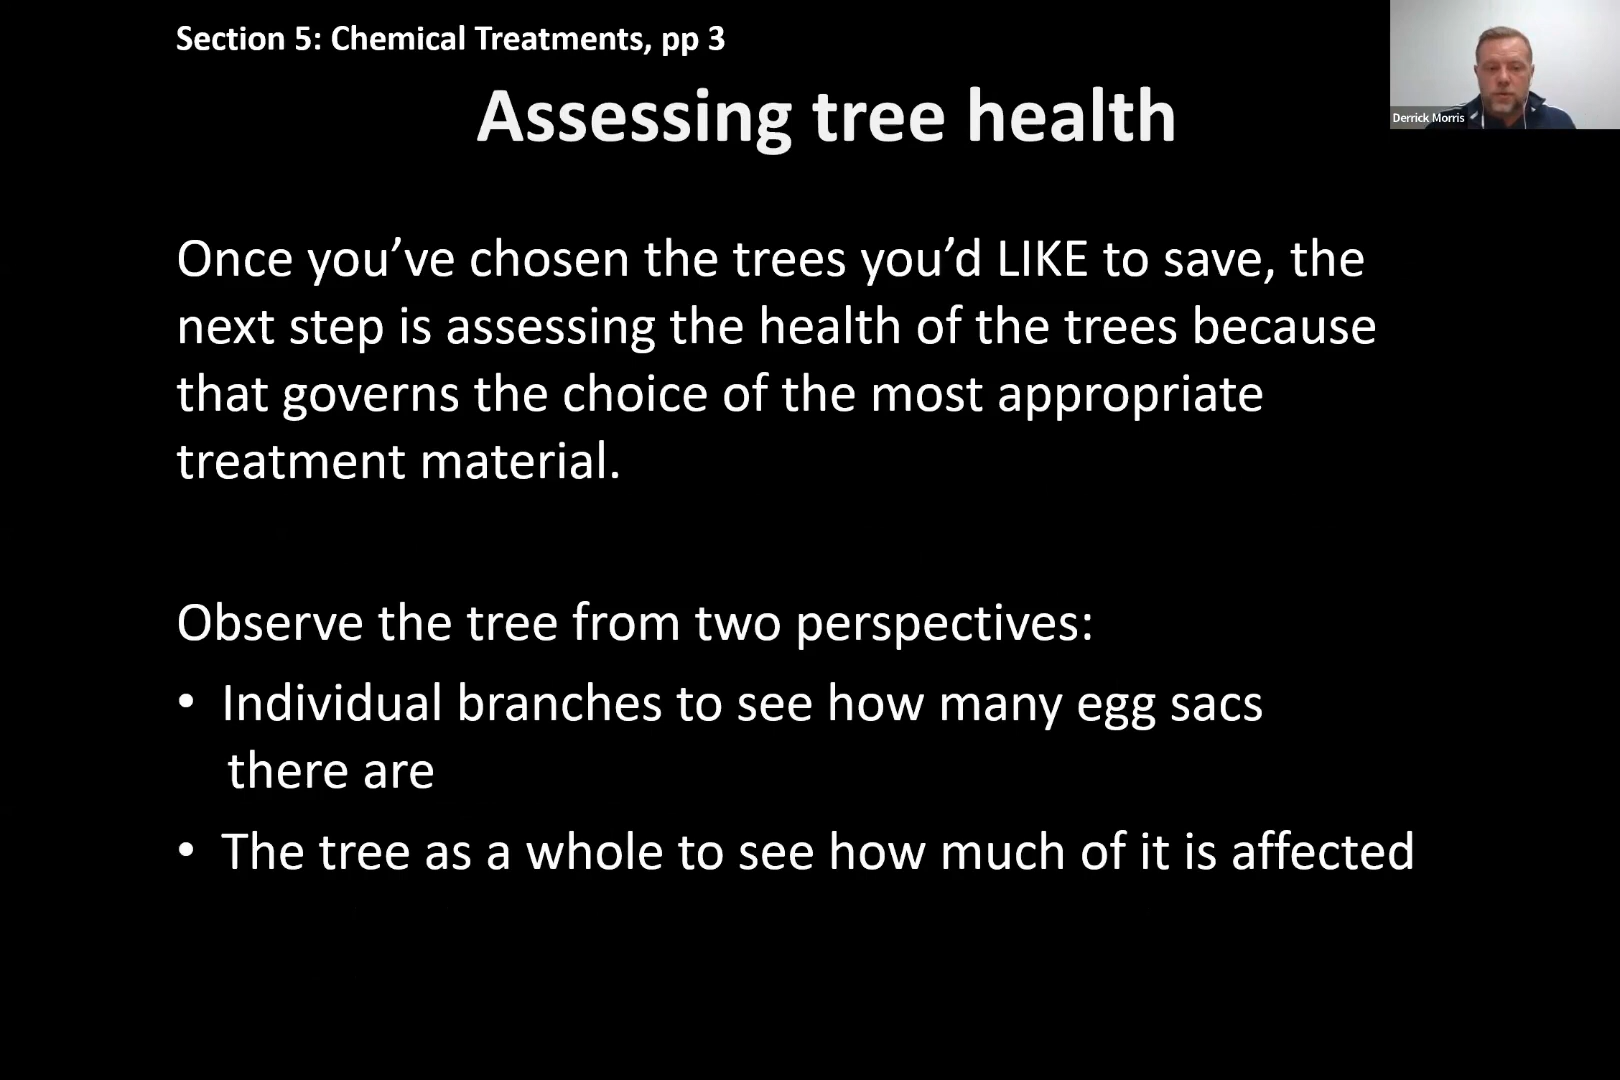 Section 5: Chemical Treatments, pp 3
Derrick Morris
Assessing tree health
Once you’ve chosen the trees you’d LIKE to save, the
next step is assessing the health of the trees because
that governs the choice of the most appropriate
treatment material.
Observe the tree from two perspectives:
• Individual branches to see how many egg sacs
there are
• The tree as a whole to see how much of it is affected